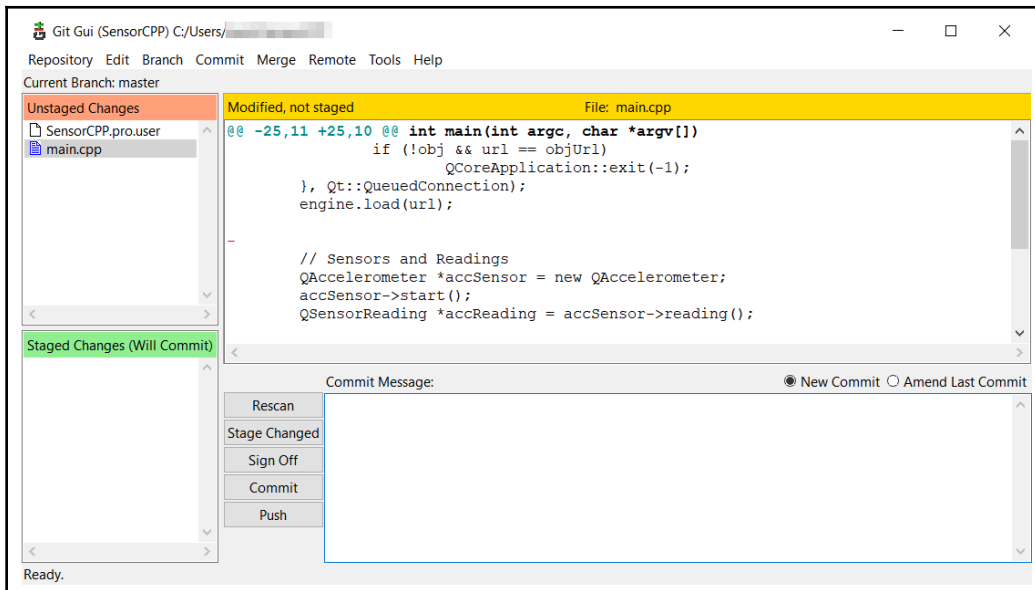 Git Gui (SensorCPP) C:/Users/
Repository Edit Branch Commit Merge Remote Tools Help
Current Branch: master
Unstaged Changes
SensorCPP.pro.user
main.cpp
Modified, not staged File: main.cpp
@@ -25,11 +25,10 @@ int main(int argc, char *argv[])
if (!obj && url == objUrl)
QCoreApplication::exit(-1);
}, Qt::QueuedConnection);
engine.load(url);
-
// Sensors and Readings
QAccelerometer *accSensor = new QAccelerometer;
accSensor->start();
QSensorReading *accReading = accSensor->reading();
Staged Changes (Will Commit)
Commit Message: New Commit Amend Last Commit
Rescan
Stage Changed
Sign Off
Commit
Push
Ready.